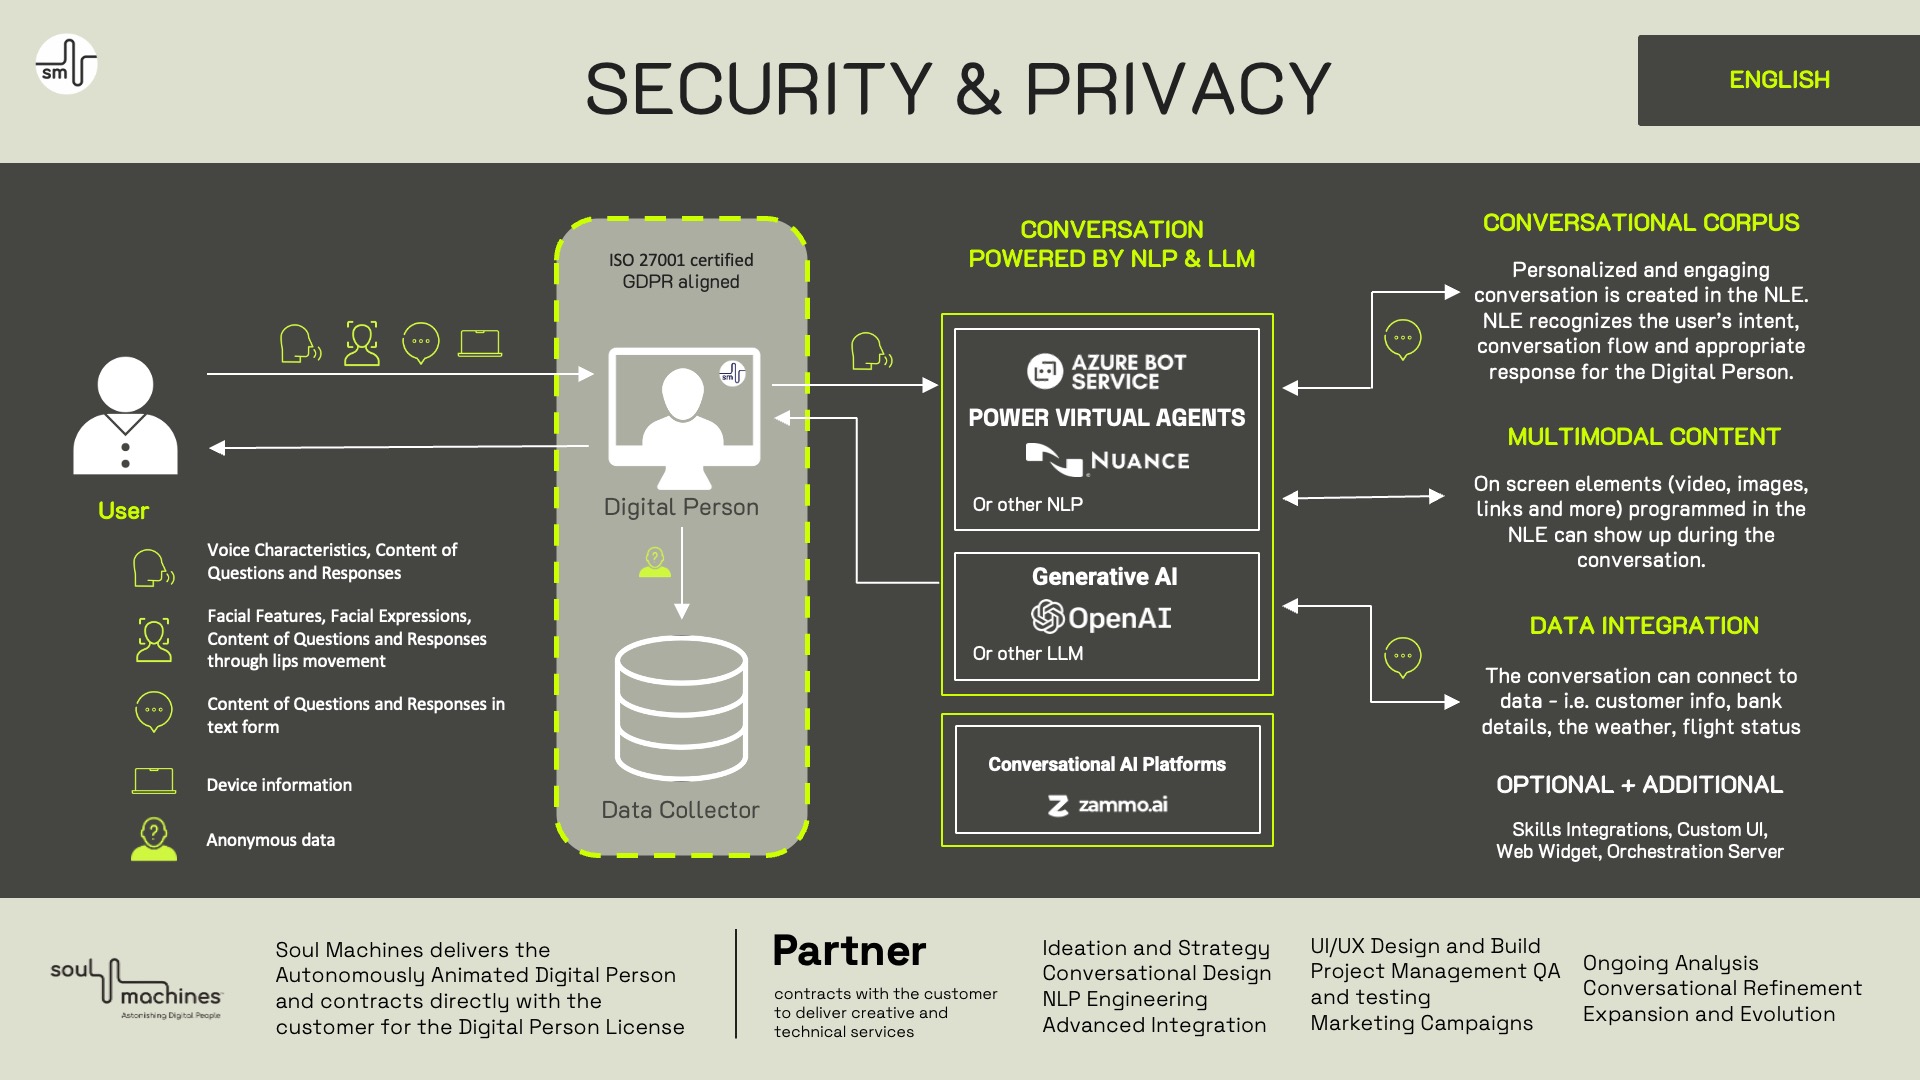 sm
SECURITY & PRIVACY
ENGLISH
ISO 27001 certified
GDPR aligned
sm
Digital Person
Data Collector
User
Voice Characteristics, Content of
Questions and Responses
Facial Features, Facial Expressions,
Content of Questions and Responses
through lips movement
Content of Questions and Responses in
text form
Device information
?
Anonymous data
?
CONVERSATION
POWERED BY NLP & LLM
AZURE BOT
SERVICE
POWER VIRTUAL AGENTS
NUANCE
Or other NLP
Generative AI
OpenAI
Or other LLM
Conversational AI Platforms
zammo.ai
CONVERSATIONAL CORPUS
Personalized and engaging
conversation is created in the NLE.
NLE recognizes the user's intent,
conversation flow and appropriate
response for the Digital Person.
MULTIMODAL CONTENT
On screen elements (video, images,
links and more) programmed in the
NLE can show up during the
conversation.
DATA INTEGRATION
The conversation can connect to
data - i.e. customer info, bank
details, the weather, flight status
OPTIONAL + ADDITIONAL
Skills Integrations, Custom UI,
Web Widget, Orchestration Server
soul machines
Astonishing Digital People
Soul Machines delivers the
Autonomously Animated Digital Person
and contracts directly with the
customer for the Digital Person License
Partner
contracts with the customer
to deliver creative and
technical services
Ideation and Strategy
Conversational Design
NLP Engineering
Advanced Integration
UI/UX Design and Build
Project Management QA
and testing
Marketing Campaigns
Ongoing Analysis
Conversational Refinement
Expansion and Evolution